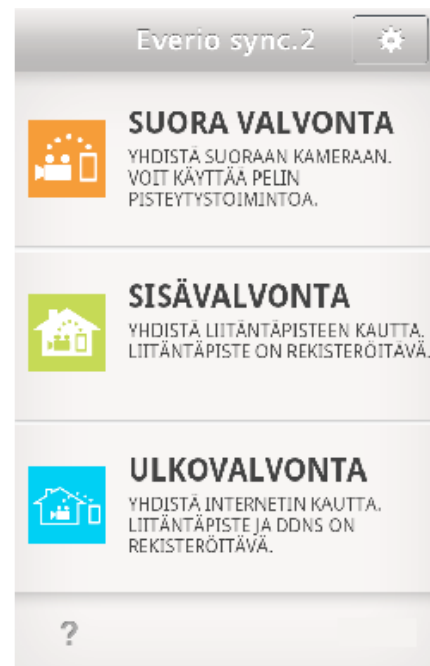 Everio sync.2
SUORA VALVONTA
YHDISTÄ SUORAAN KAMERAAN.
VOIT KÄYTTÄÄ PELIN
PISTEYTYSTOIMINTOA.
SISÄVALVONTA
YHDISTÄ LIITÄNTÄPISTEEN KAUTTA.
LIITÄNTÄPISTE ON REKISTERÖITÄVÄ.
ULKOVALVONTA
YHDISTÄ INTERNETIN KAUTTA.
LIITÄNTÄPISTE JA DDNS ON
REKISTERÖITTÄVÄ.
?